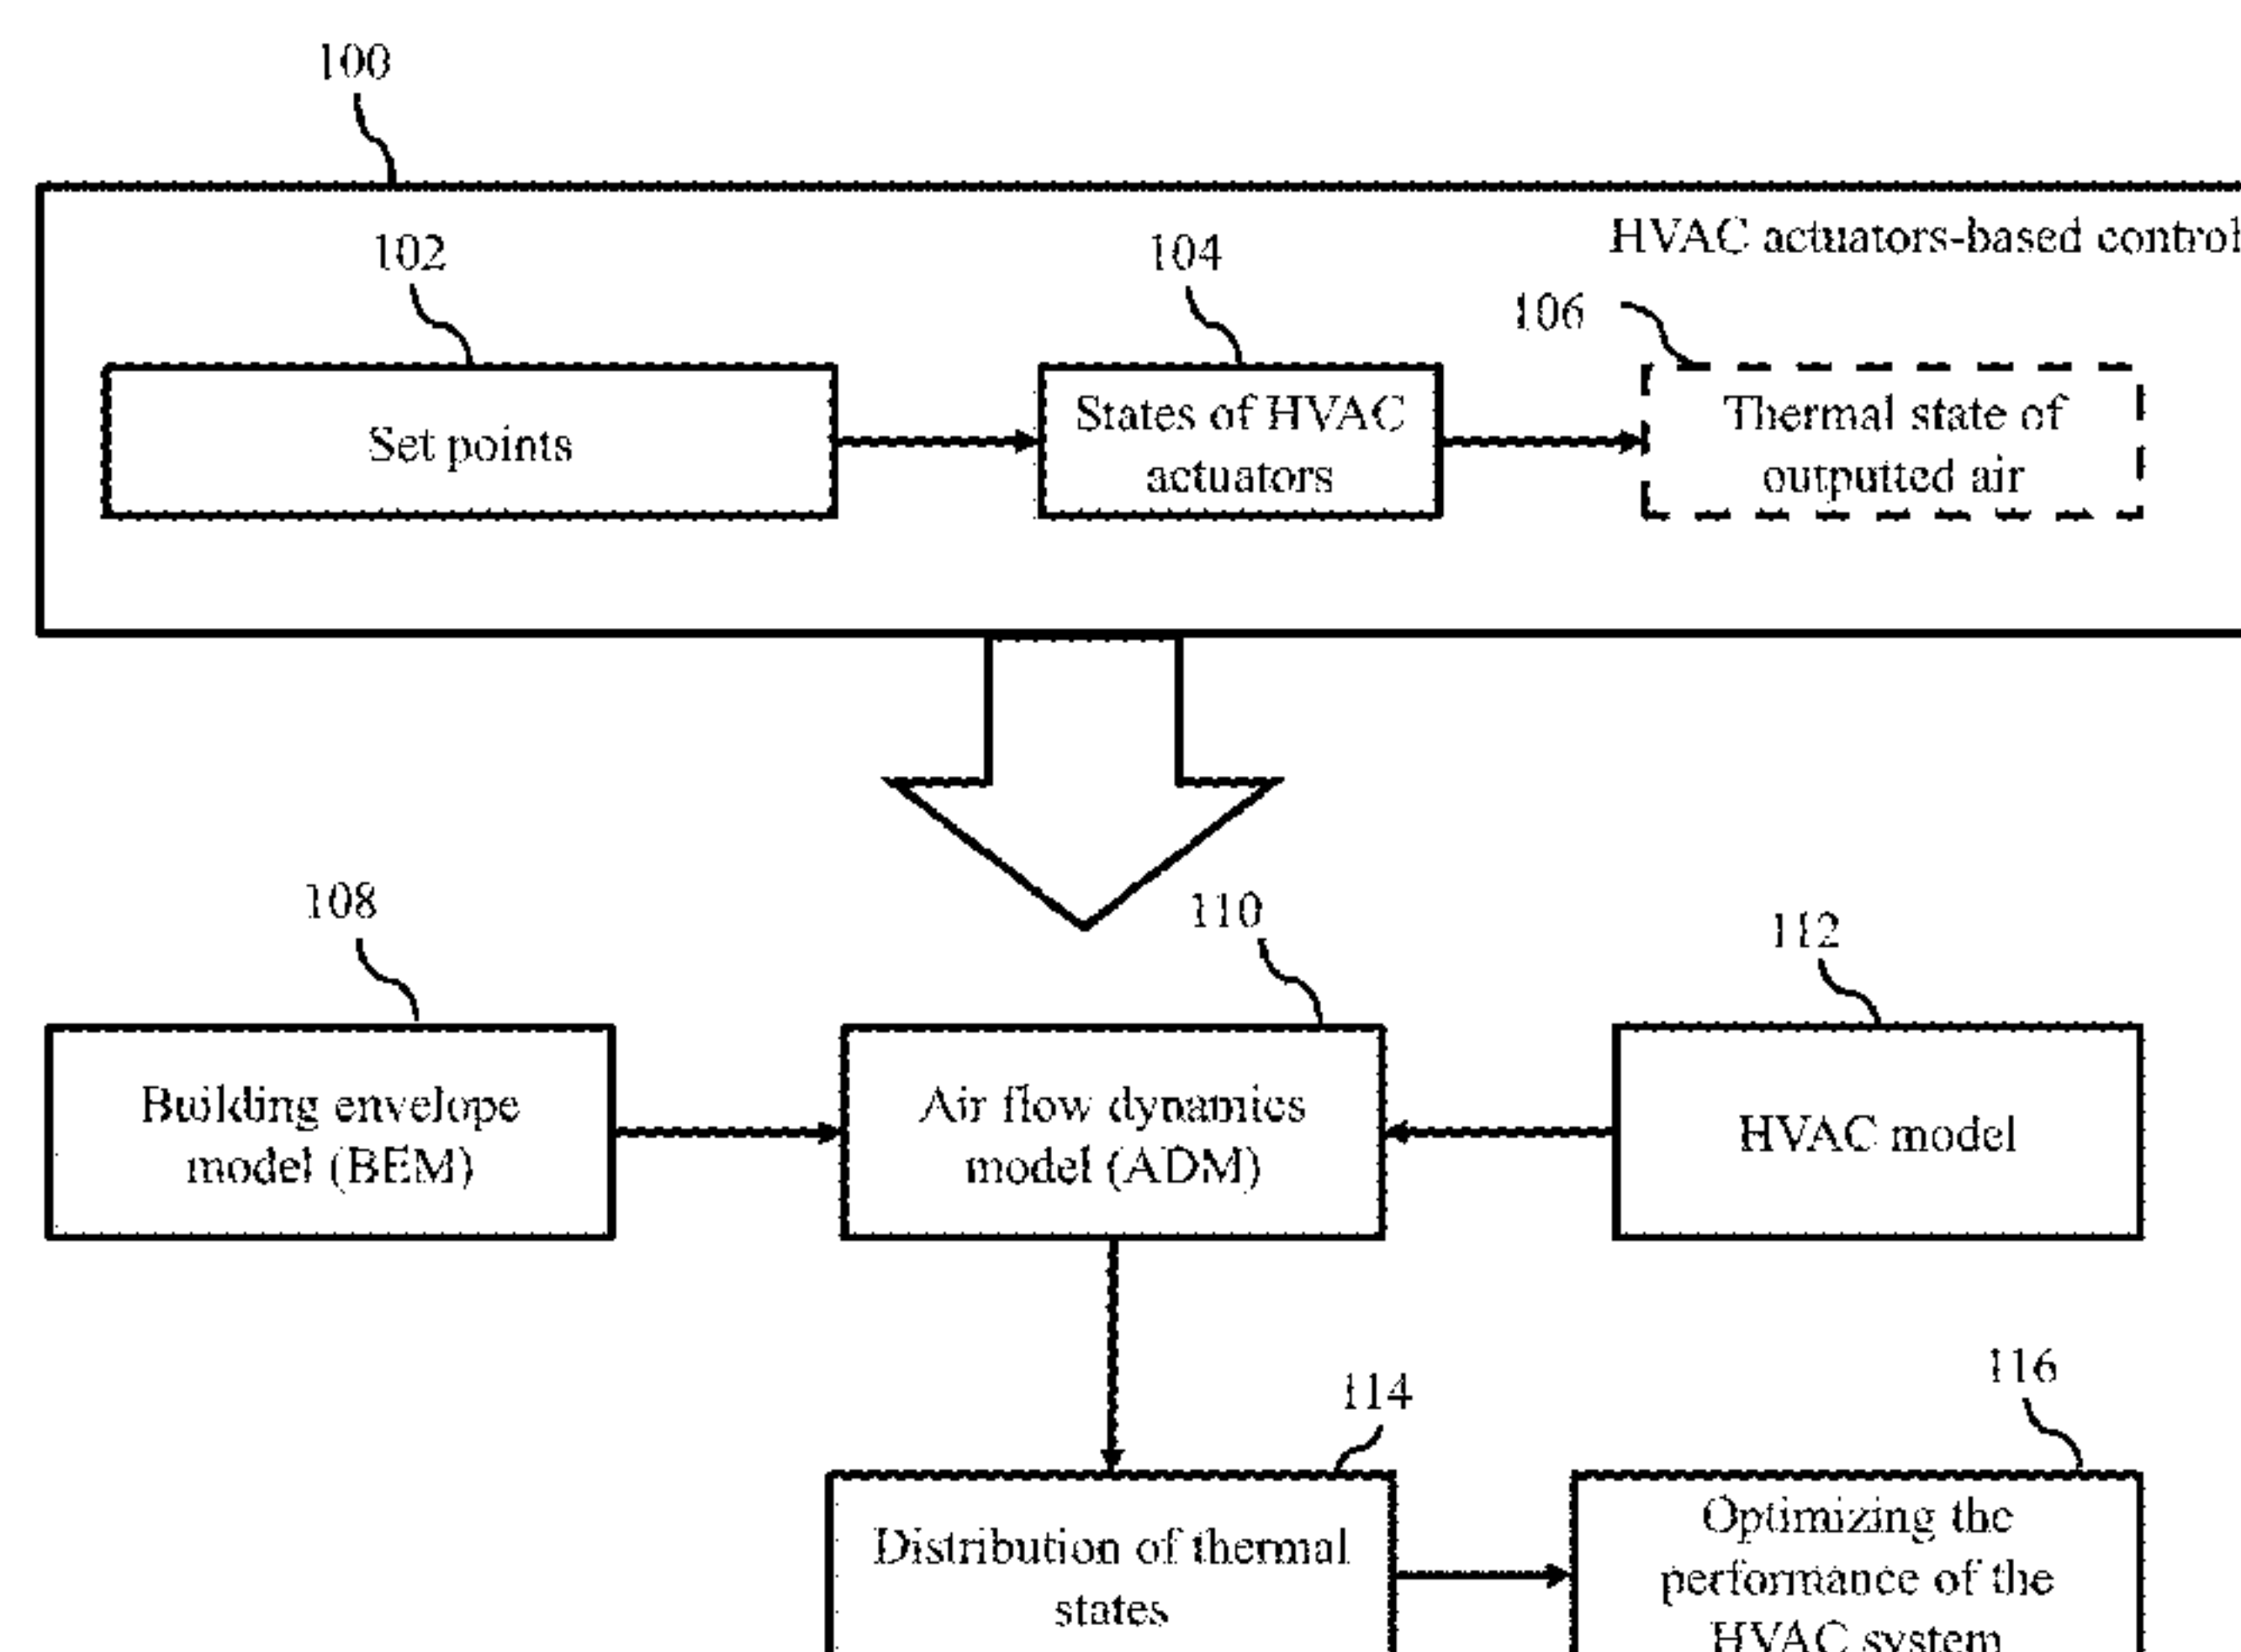 100
HVAC actuators-based control
102
104
106
Set points
States of HVAC
actuators
Thermal state of
outputted air
108
110
112
Building envelope
model (BEM)
Air flow dynamics
model (ADM)
HVAC model
114
116
Distribution of thermal
states
Optimizing the
performance of the
HVAC system